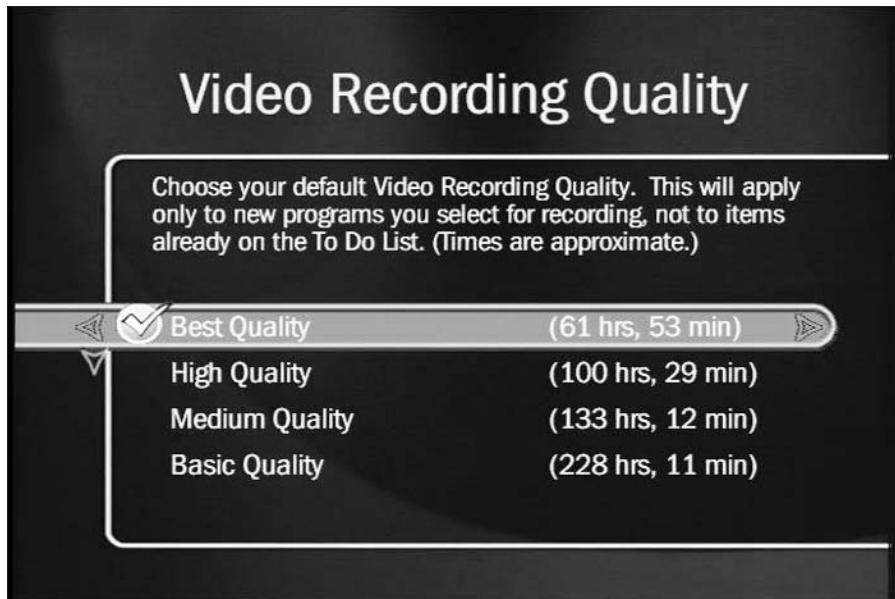 Video Recording Quality
Choose your default Video Recording Quality. This will apply
only to new programs you select for recording, not to items
already on the To Do List. (Times are approximate.)
Best Quality (61 hrs, 53 min)
High Quality (100 hrs, 29 min)
Medium Quality (133 hrs, 12 min)
Basic Quality (228 hrs, 11 min)